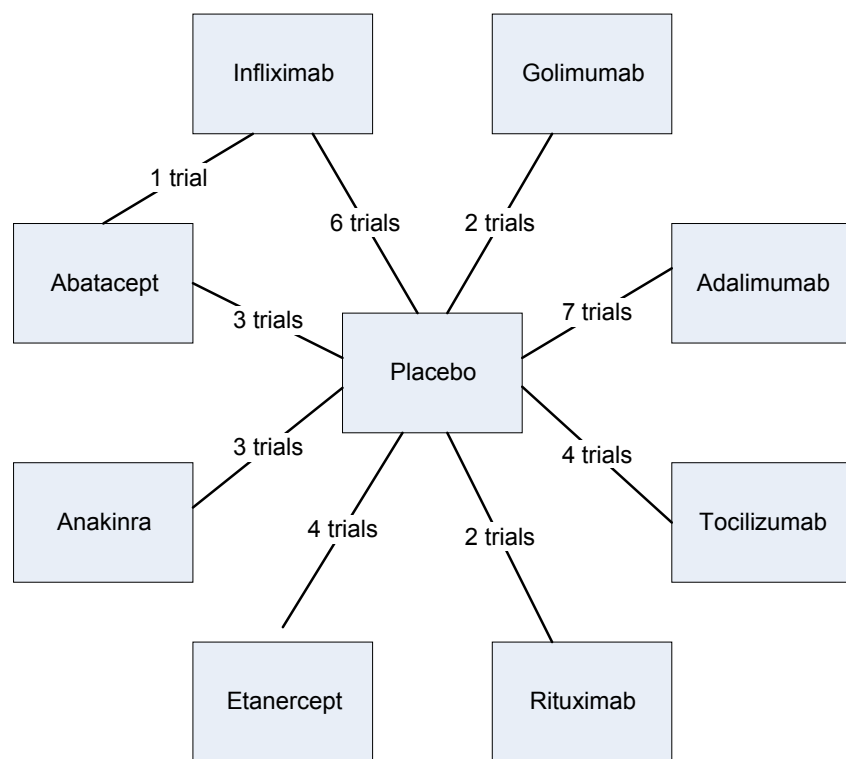 Infliximab
Golimumab
1 trial
6 trials
2 trials
Abatacept
Adalimumab
7 trials
3 trials
Placebo
3 trials
4 trials
Anakinra
Tocilizumab
4 trials
2 trials
Etanercept
Rituximab